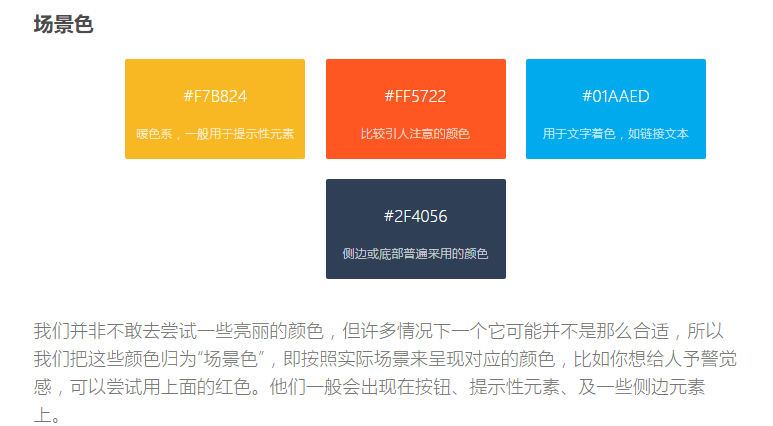 场景色
#F7B824
暖色系，一般用于提示性元素
#FF5722
比较引人注意的颜色
#01AAED
用于文字着色，如链接文本
#2F4056
侧边或底部普遍采用的颜色
我们并非不敢去尝试一些亮丽的颜色，但许多情况下一个它可能并不是那么合适，所以
我们把这些颜色归为“场景色”，即按照实际场景来呈现对应的颜色，比如你想给人予警觉
感，可以尝试用上面的红色。他们一般会出现在按钮、提示性元素、及一些侧边元素
上。